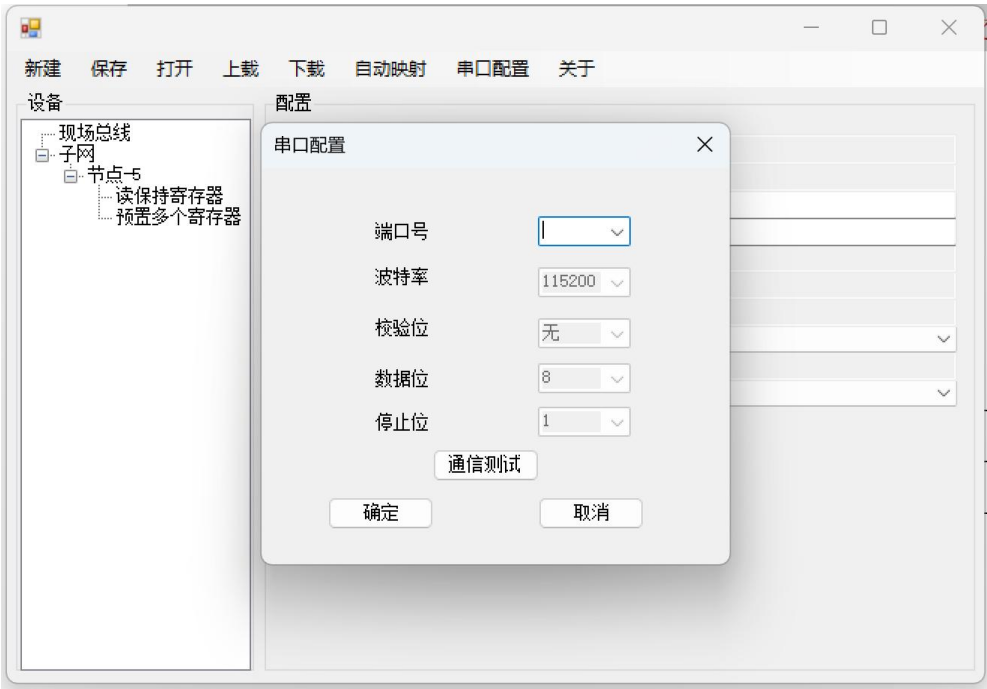 新建 保存 打开 上载 下载 自动映射 串口配置 关于
设备
配置
现场总线
子网
节点-5
读保持寄存器
预置多个寄存器
串口配置
端口号
波特率 115200
校验位 无
数据位 8
停止位 1
通信测试
确定 取消